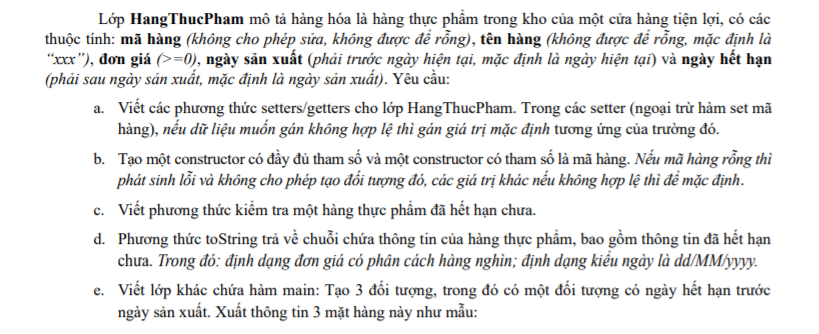 Lớp HangThucPham mô tả hàng hóa là hàng thực phẩm trong kho của một cửa hàng tiện lợi, có các
thuộc tính: mã hàng (không cho phép sửa, không được để rỗng), tên hàng (không được để rỗng, mặc định là
“xxx”), đơn giá (>=0), ngày sản xuất (phải trước ngày hiện tại, mặc định là ngày hiện tại) và ngày hết hạn
(phải sau ngày sản xuất, mặc định là ngày sản xuất). Yêu cầu:
a. Viết các phương thức setters/getters cho lớp HangThucPham. Trong các setter (ngoại trừ hàm set mã
hàng), nếu dữ liệu muốn gán không hợp lệ thì gán giá trị mặc định tương ứng của trường đó.
b. Tạo một constructor có đầy đủ tham số và một constructor có tham số là mã hàng. Nếu mã hàng rỗng thì
phát sinh lỗi và không cho phép tạo đối tượng đó, các giá trị khác nếu không hợp lệ thì để mặc định.
c. Viết phương thức kiểm tra một hàng thực phẩm đã hết hạn chưa.
d. Phương thức toString trả về chuỗi chứa thông tin của hàng thực phẩm, bao gồm thông tin đã hết hạn
chưa. Trong đó: định dạng đơn giá có phân cách hàng nghìn; định dạng kiểu ngày là dd/MM/yyyy.
e. Viết lớp khác chứa hàm main: Tạo 3 đối tượng, trong đó có một đối tượng có ngày hết hạn trước
ngày sản xuất. Xuất thông tin 3 mặt hàng này như mẫu: